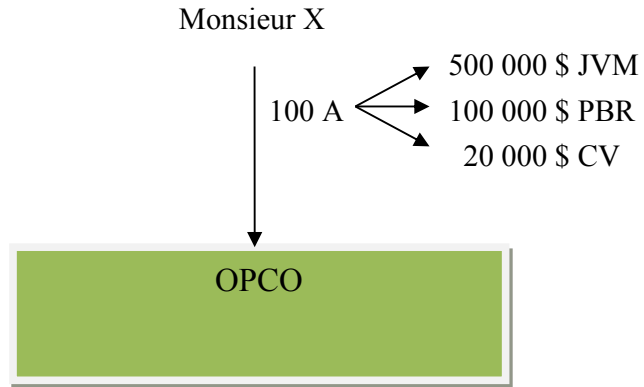 Monsieur X
500 000 $ JVM
100 A
100 000 $ PBR
20 000 $ CV
OPCO